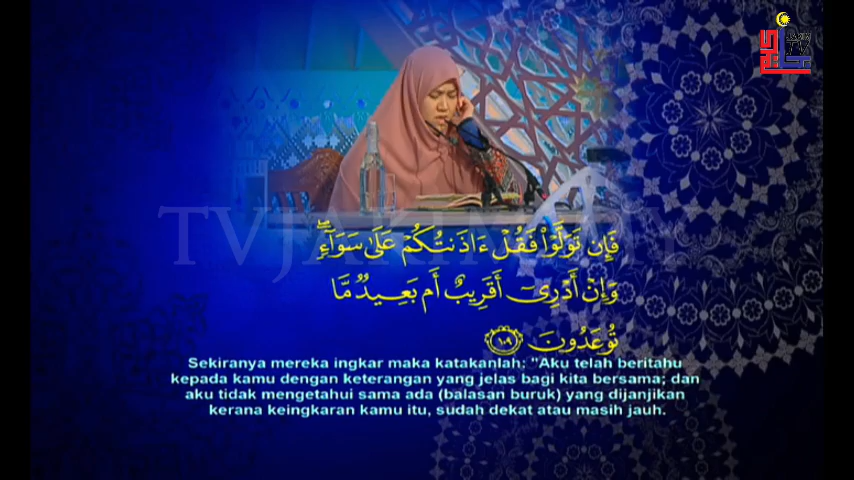 TV
TVJAKIM.MY
فَإِن تَوَلَّوْا۟ فَقُلْ ءَاذَنتُكُمْ عَلَىٰ سَوَآءٍ ۖ
وَإِنْ أَدْرِىٓ أَقَرِيبٌ أَم بَعِيدٌ مَّا
تُوعَدُونَ ١٠٩
Sekiranya mereka ingkar maka katakanlah: "Aku telah beritahu
kepada kamu dengan keterangan yang jelas bagi kita bersama; dan
aku tidak mengetahui sama ada (balasan buruk) yang dijanjikan
kerana keingkaran kamu itu, sudah dekat atau masih jauh.